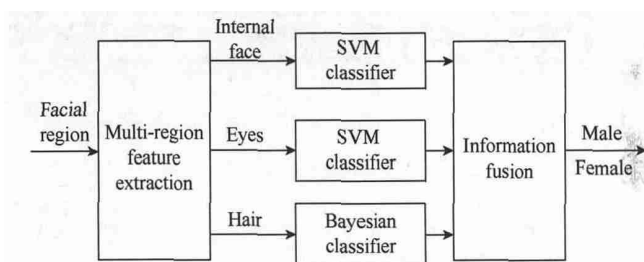 Internal
face
SVM
classifier
Facial
region
Multi-region
feature
extraction
Eyes
SVM
classifier
Information
fusion
Male
Female
Hair
Bayesian
classifier